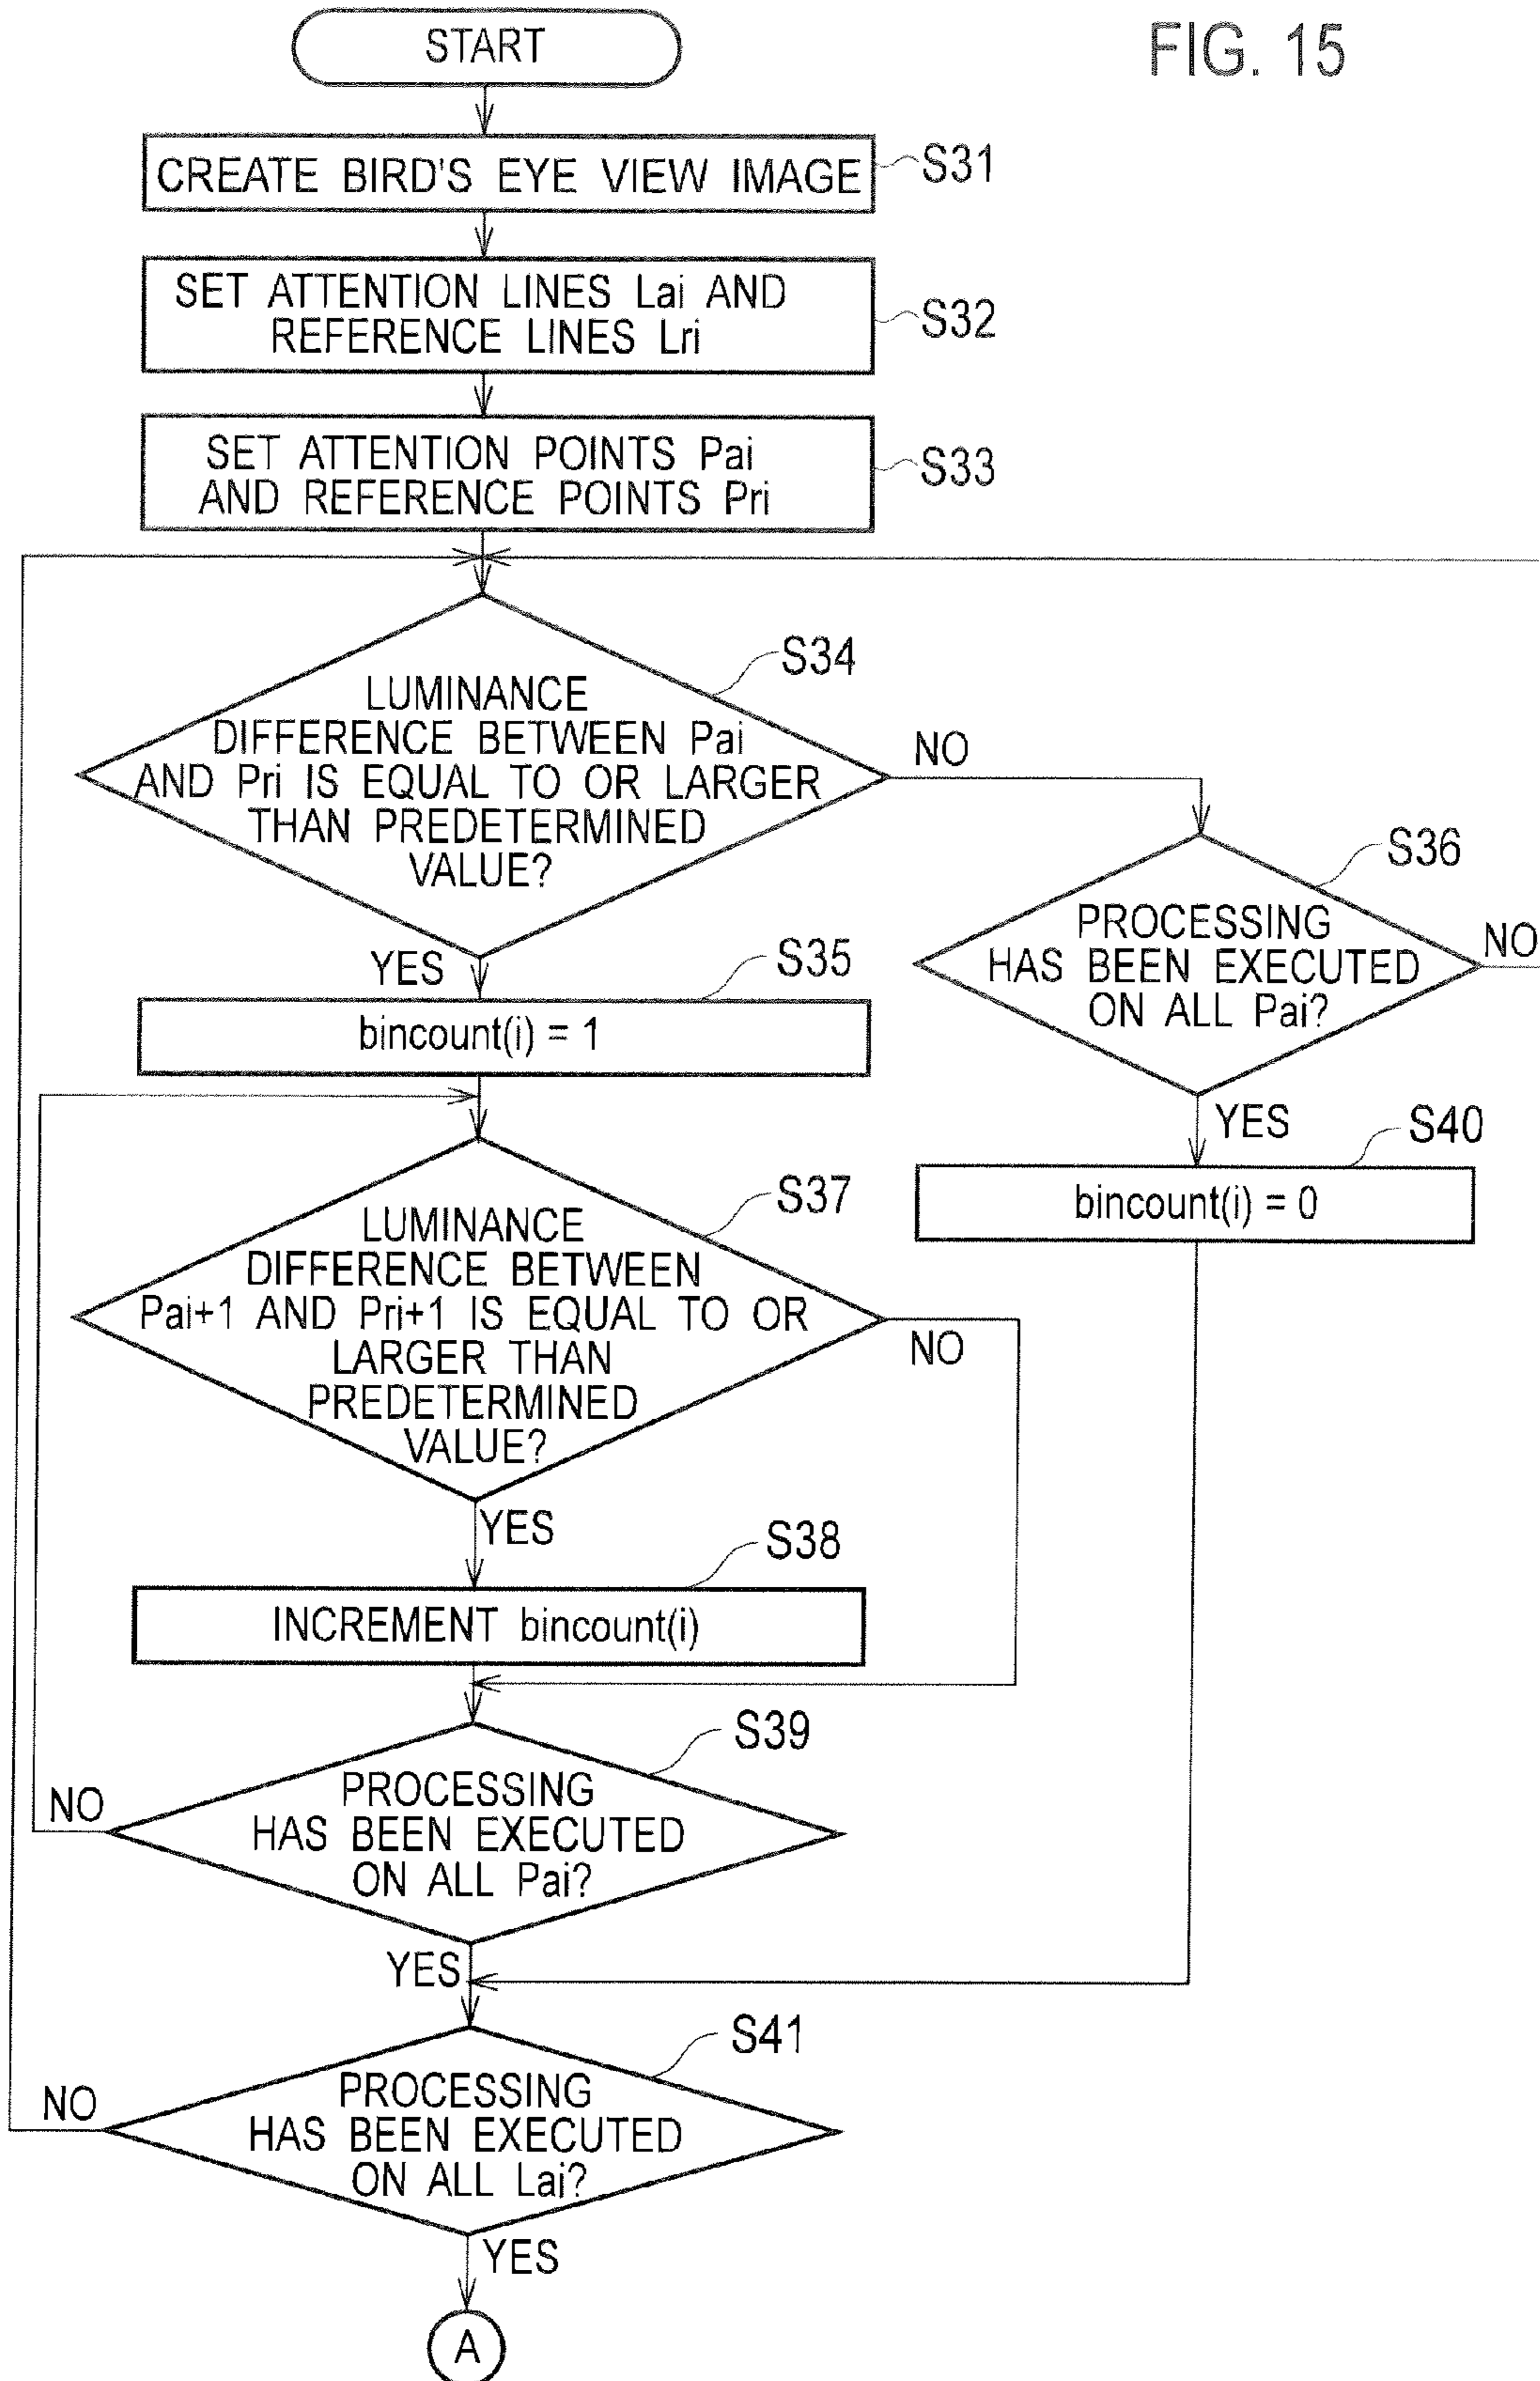 FIG. 15
START
CREATE BIRD'S EYE VIEW IMAGE
S31
SET ATTENTION LINES Lai AND
REFERENCE LINES Lri
S32
SET ATTENTION POINTS Pai
AND REFERENCE POINTS Pri
S33
S34
LUMINANCE
DIFFERENCE BETWEEN Pai
AND Pri IS EQUAL TO OR LARGER
THAN PREDETERMINED
VALUE?
NO
YES
S36
PROCESSING
HAS BEEN EXECUTED
ON ALL Pai?
NO
YES
S35
bincount(i) = 1
S40
bincount(i) = 0
S37
LUMINANCE
DIFFERENCE BETWEEN
Pai+1 AND Pri+1 IS EQUAL TO OR
LARGER THAN
PREDETERMINED
VALUE?
NO
YES
S38
INCREMENT bincount(i)
S39
PROCESSING
HAS BEEN EXECUTED
ON ALL Pai?
NO
YES
S41
PROCESSING
HAS BEEN EXECUTED
ON ALL Lai?
NO
YES
A